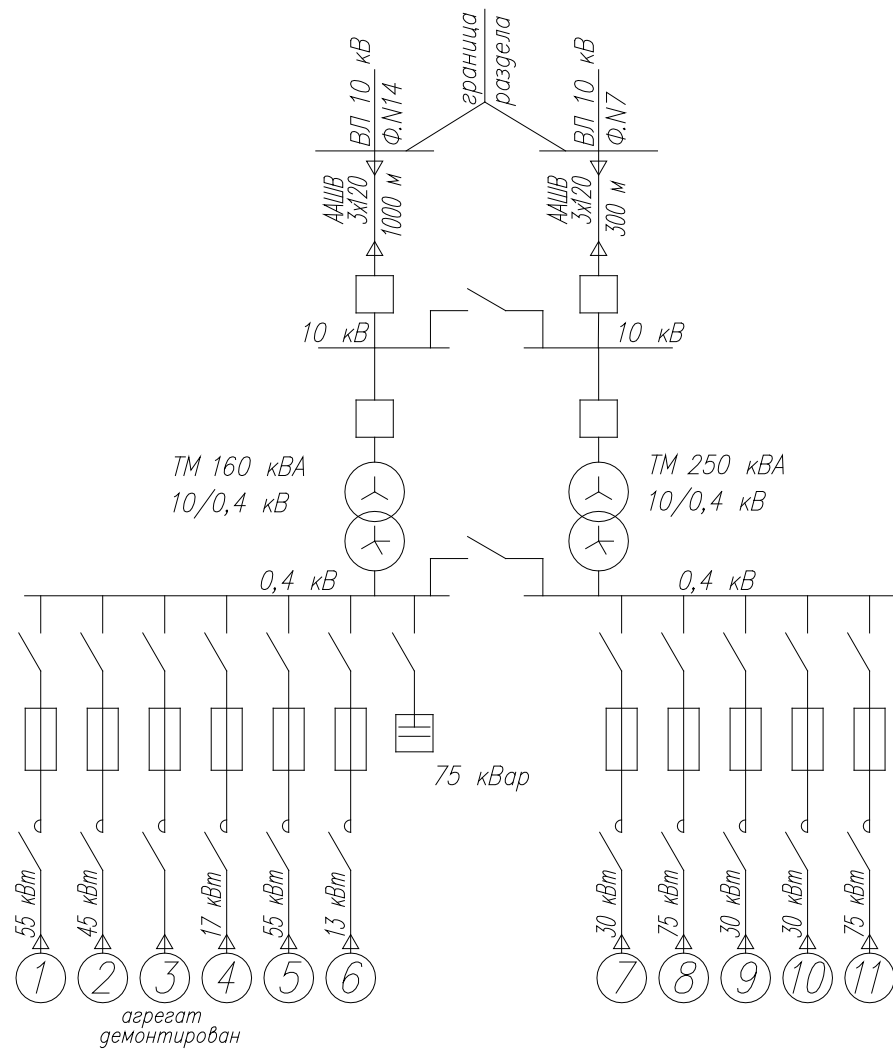 граница
раздела
ВЛ 10 кВ
Ф.N14
ВЛ 10 кВ
Ф.N7
ААШВ
3х120
1000 м
ААШВ
3х120
300 м
10 кВ
10 кВ
ТМ 160 кВА
10/0,4 кВ
ТМ 250 кВА
10/0,4 кВ
0,4 кВ
0,4 кВ
75 кВар
55 кВт
45 кВт
17 кВт
55 кВт
13 кВт
30 кВт
75 кВт
30 кВт
30 кВт
75 кВт
1 2 3 4 5 6 7 8 9 10 11
агрегат
демонтирован